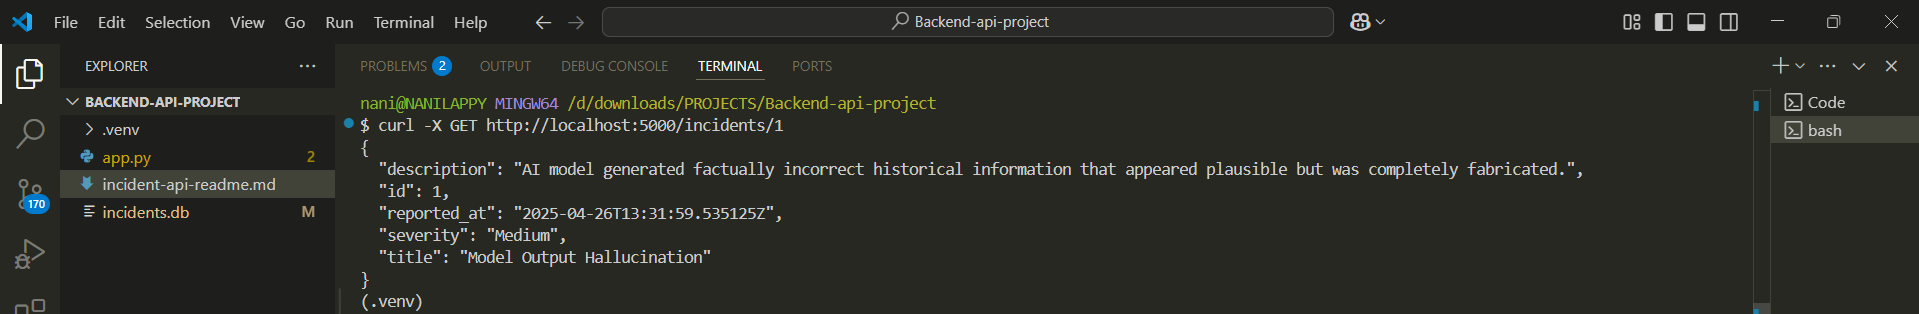 File Edit Selection View Go Run Terminal Help
Backend-api-project
EXPLORER
BACKEND-API-PROJECT
.venv
app.py 2
incident-api-readme.md
170
incidents.db M
PROBLEMS 2 OUTPUT DEBUG CONSOLE TERMINAL PORTS
nani@NANILAPPY MINGW64 /d/downloads/PROJECTS/Backend-api-project
$ curl -X GET http://localhost:5000/incidents/1
{
"description": "AI model generated factually incorrect historical information that appeared plausible but was completely fabricated.",
"id": 1,
"reported_at": "2025-04-26T13:31:59.535125Z",
"severity": "Medium",
"title": "Model Output Hallucination"
}
(.venv)
Code
bash